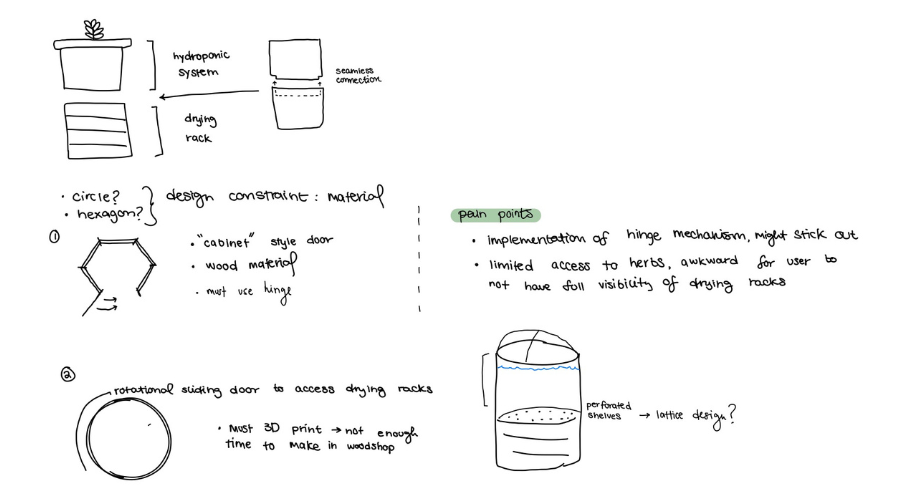 hydroponic
system
seamless
connection
drying
rack
• circle?
• hexagon?
design constraint : material
①
• "cabinet" style door
• wood material
• must use hinge
pain points
• Implementation of hinge mechanism, might stick out
• limited access to herbs, awkward for user to
not have full visibility of drying racks
②
rotational sliding door to access drying racks
• Must 3D print → not enough
time to make in woodshop
perforated
shelves → lattice design?